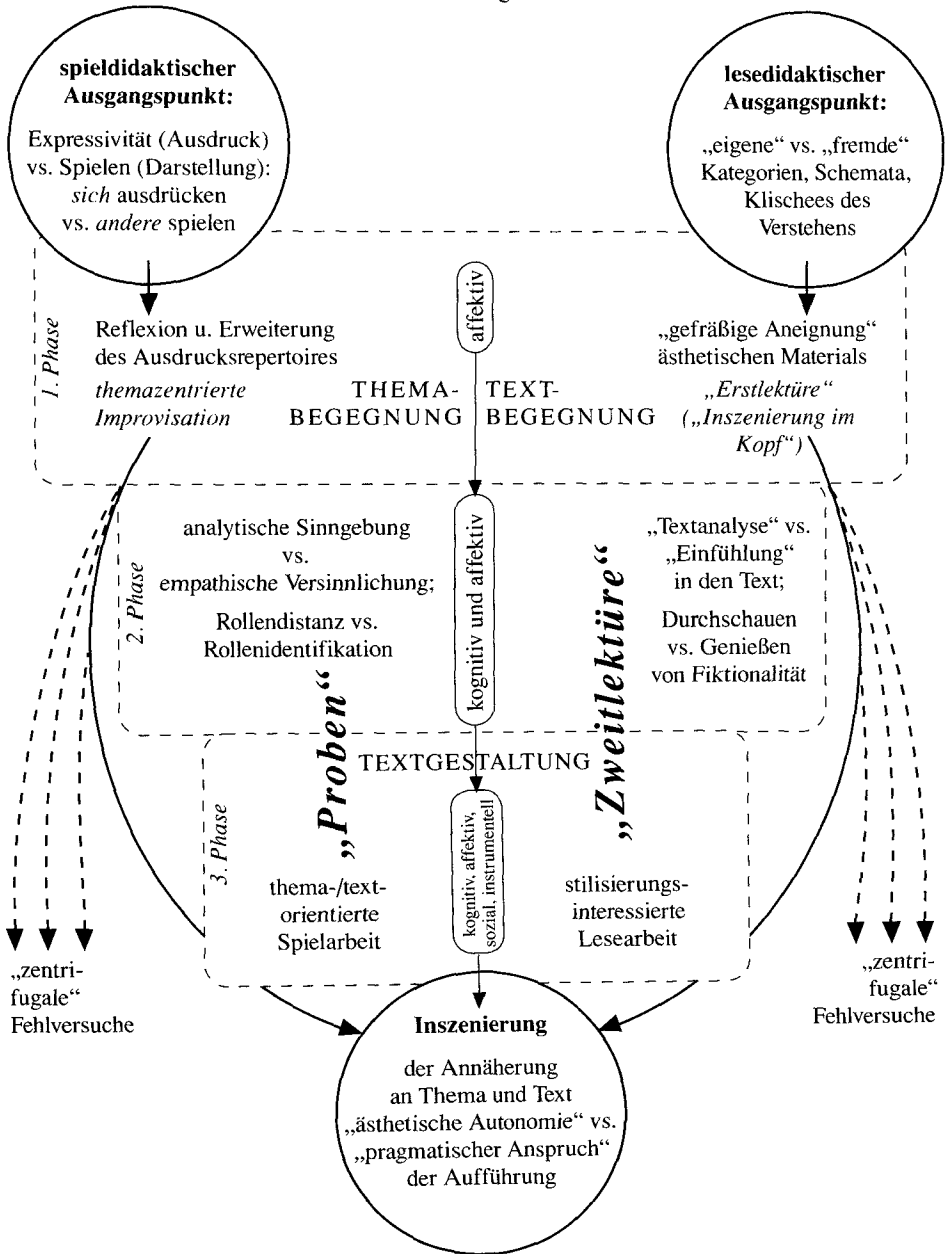 spieldidaktischer
Ausgangspunkt:
Expressivität (Ausdruck)
vs. Spielen (Darstellung):
sich ausdrücken
vs. andere spielen
lesedidaktischer
Ausgangspunkt:
„eigene“ vs. „fremde“
Kategorien, Schemata,
Klischees des
Verstehens
1. Phase
Reflexion u. Erweiterung
des Ausdrucksrepertoires
themazentrierte
Improvisation
affektiv
THEMA-
BEGEGNUNG
TEXT-
BEGEGNUNG
„gefräßige Aneignung“
ästhetischen Materials
„Erstlektüre“
(„Inszenierung im
Kopf“)
2. Phase
analytische Sinngebung
vs.
empathische Versinnlichung;
Rollendistanz vs.
Rollenidentifikation
kognitiv und affektiv
„Textanalyse“ vs.
„Einfühlung“
in den Text;
Durchschauen
vs. Genießen
von Fiktionalität
„Proben“
„Zweitlektüre“
3. Phase
TEXTGESTALTUNG
thema-/text-
orientierte
Spielarbeit
kognitiv, affektiv,
sozial, instrumentell
stilisierungs-
interessierte
Lesearbeit
„zentri-
fugale“
Fehlversuche
„zentri-
fugale“
Fehlversuche
Inszenierung
der Annäherung
an Thema und Text
„ästhetische Autonomie“ vs.
„pragmatischer Anspruch“
der Aufführung